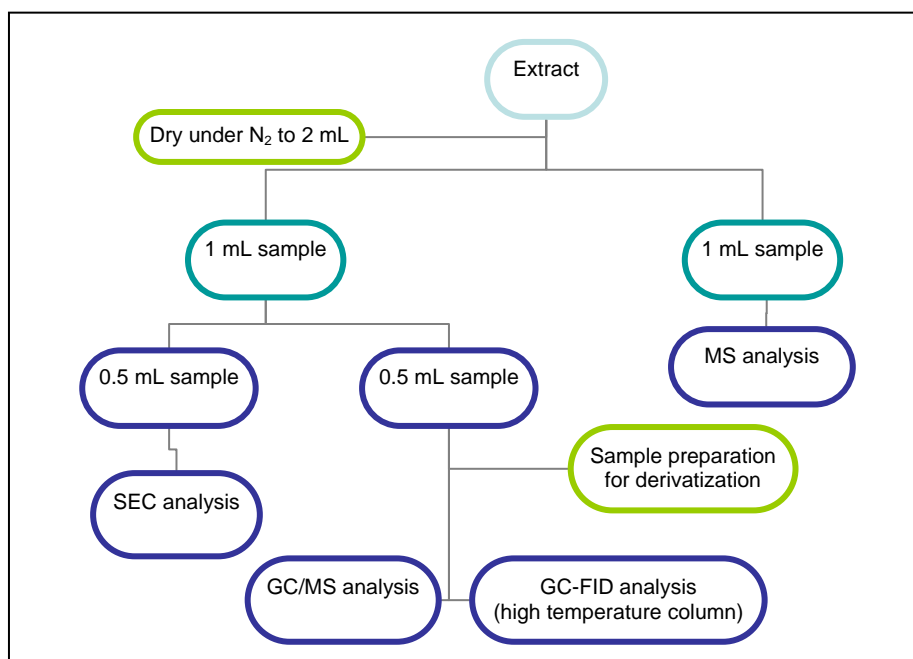 Extract
Dry under N₂ to 2 mL
1 mL sample
1 mL sample
0.5 mL sample
0.5 mL sample
MS analysis
Sample preparation
for derivatization
SEC analysis
GC/MS analysis
GC-FID analysis
(high temperature column)